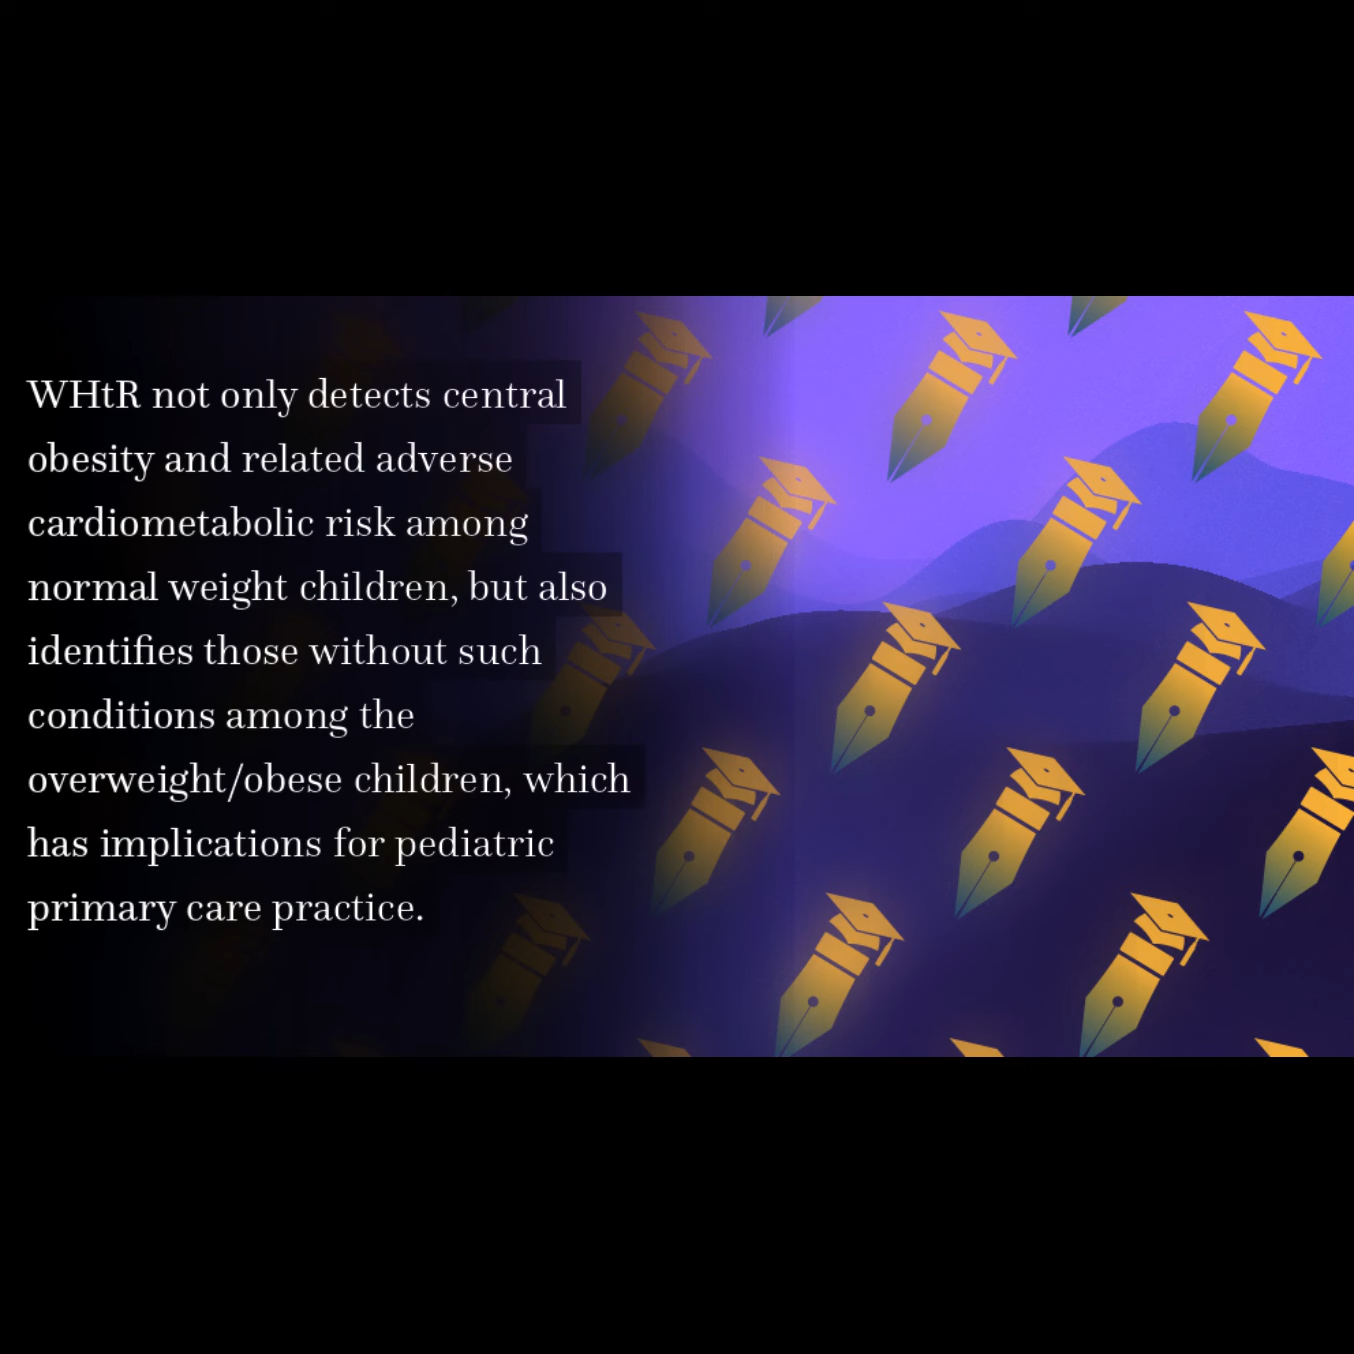 WHtR not only detects central
obesity and related adverse
cardiometabolic risk among
normal weight children, but also
identifies those without such
conditions among the
overweight/obese children, which
has implications for pediatric
primary care practice.